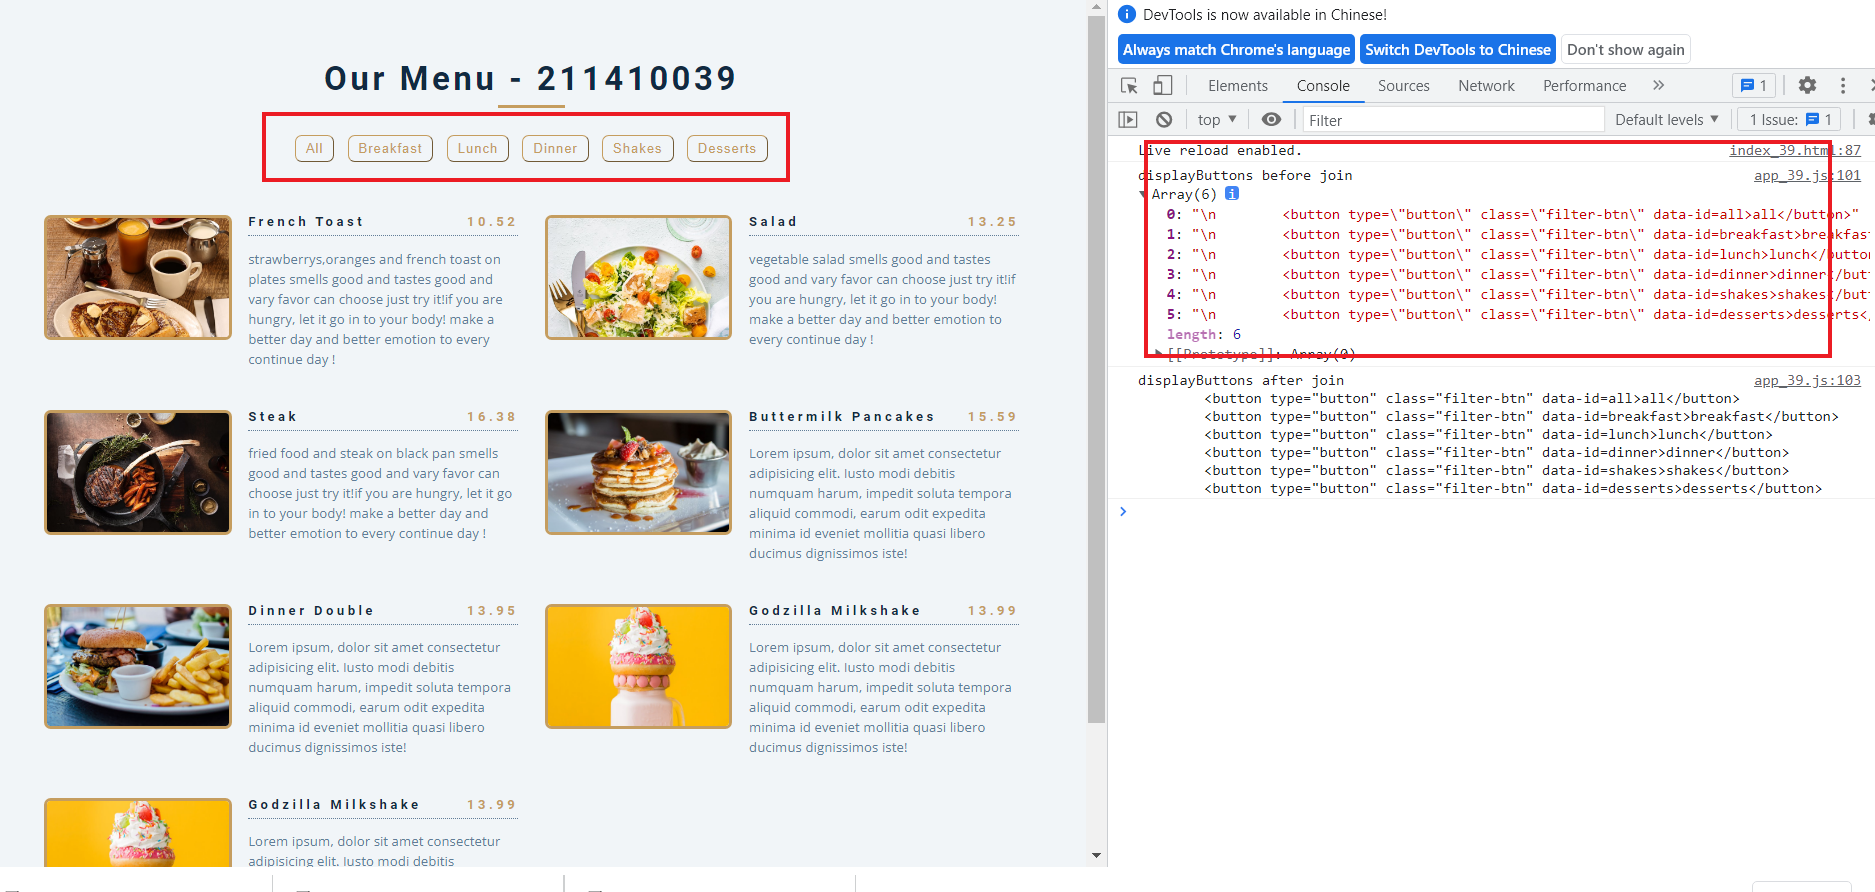 Our Menu - 211410039
All
Breakfast
Lunch
Dinner
Shakes
Desserts
French Toast 10.52
strawberrys,oranges and french toast on
plates smells good and tastes good and
vary favor can choose just try it!if you are
hungry, let it go in to your body! make a
better day and better emotion to every
continue day !
Salad 13.25
vegetable salad smells good and tastes
good and vary favor can choose just try it!if
you are hungry, let it go in to your body!
make a better day and better emotion to
every continue day !
Steak 16.38
fried food and steak on black pan smells
good and tastes good and vary favor can
choose just try it!if you are hungry, let it go
in to your body! make a better day and
better emotion to every continue day !
Buttermilk Pancakes 15.59
Lorem ipsum, dolor sit amet consectetur
adipisicing elit. Iusto modi debitis
numquam harum, impedit soluta tempora
aliquid commodi, earum odit expedita
minima id eveniet mollitia quasi libero
ducimus dignissimos iste!
Dinner Double 13.95
Lorem ipsum, dolor sit amet consectetur
adipisicing elit. Iusto modi debitis
numquam harum, impedit soluta tempora
aliquid commodi, earum odit expedita
minima id eveniet mollitia quasi libero
ducimus dignissimos iste!
Godzilla Milkshake 13.99
Lorem ipsum, dolor sit amet consectetur
adipisicing elit. Iusto modi debitis
numquam harum, impedit soluta tempora
aliquid commodi, earum odit expedita
minima id eveniet mollitia quasi libero
ducimus dignissimos iste!
Godzilla Milkshake 13.99
Lorem ipsum, dolor sit amet consectetur
adipisicing elit. Iusto modi debitis
DevTools is now available in Chinese!
Always match Chrome's language
Switch DevTools to Chinese
Don't show again
Elements Console Sources Network Performance » 1
top ▼ Filter Default levels ▼ 1 Issue: 1
Live reload enabled. index_39.html:87
displayButtons before join app_39.js:101
▼Array(6) i
0: "\n        <button type=\"button\" class=\"filter-btn\" data-id=all>all</button>"
1: "\n        <button type=\"button\" class=\"filter-btn\" data-id=breakfast>breakfast
2: "\n        <button type=\"button\" class=\"filter-btn\" data-id=lunch>lunch</button
3: "\n        <button type=\"button\" class=\"filter-btn\" data-id=dinner>dinner</butt
4: "\n        <button type=\"button\" class=\"filter-btn\" data-id=shakes>shakes</butt
5: "\n        <button type=\"button\" class=\"filter-btn\" data-id=desserts>desserts<
length: 6
▶[[Prototype]]: Array(0)
displayButtons after join app_39.js:103
<button type="button" class="filter-btn" data-id=all>all</button>
<button type="button" class="filter-btn" data-id=breakfast>breakfast</button>
<button type="button" class="filter-btn" data-id=lunch>lunch</button>
<button type="button" class="filter-btn" data-id=dinner>dinner</button>
<button type="button" class="filter-btn" data-id=shakes>shakes</button>
<button type="button" class="filter-btn" data-id=desserts>desserts</button>